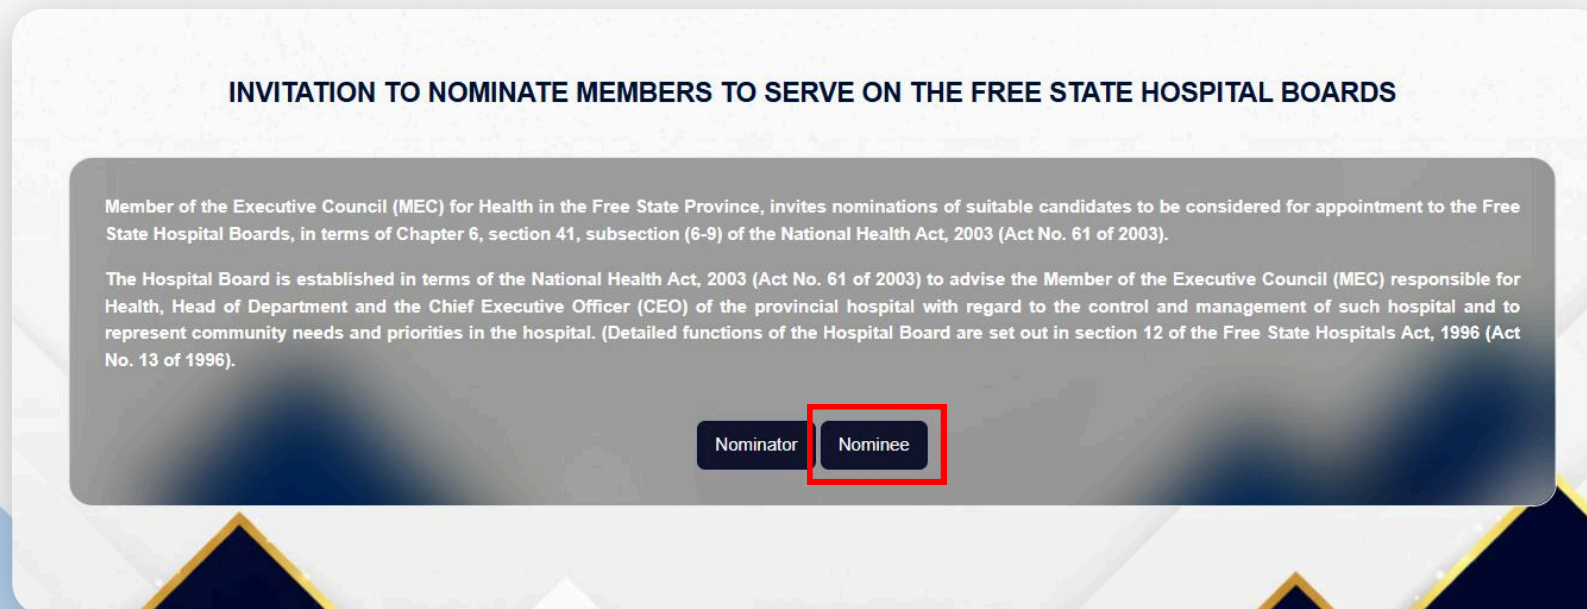 INVITATION TO NOMINATE MEMBERS TO SERVE ON THE FREE STATE HOSPITAL BOARDS
Member of the Executive Council (MEC) for Health in the Free State Province, invites nominations of suitable candidates to be considered for appointment to the Free
State Hospital Boards, in terms of Chapter 6, section 41, subsection (6-9) of the National Health Act, 2003 (Act No. 61 of 2003).
The Hospital Board is established in terms of the National Health Act, 2003 (Act No. 61 of 2003) to advise the Member of the Executive Council (MEC) responsible for
Health, Head of Department and the Chief Executive Officer (CEO) of the provincial hospital with regard to the control and management of such hospital and to
represent community needs and priorities in the hospital. (Detailed functions of the Hospital Board are set out in section 12 of the Free State Hospitals Act, 1996 (Act
No. 13 of 1996).
Nominator Nominee